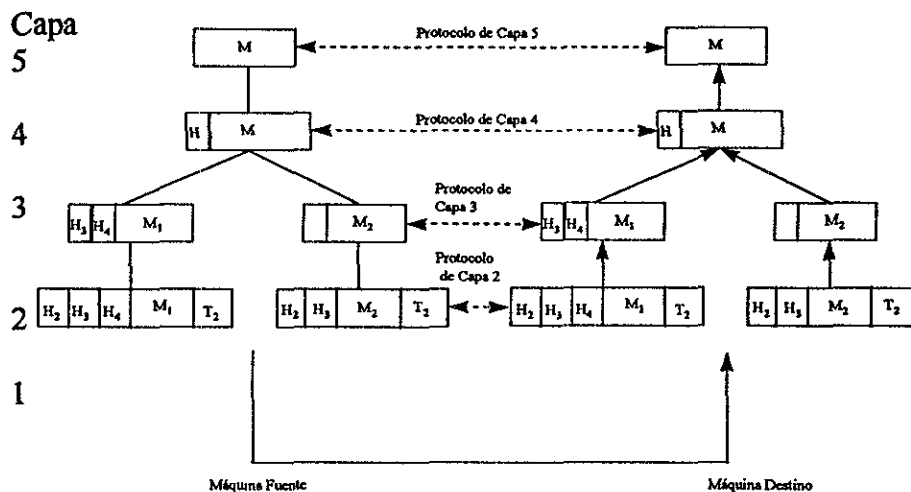 Capa
5
M
Protocolo de Capa 5
M
4
H M
Protocolo de Capa 4
H M
3
H3 H4 M1
M2
Protocolo de
Capa 3
H3 H4 M1
M2
Protocolo
de Capa 2
2
H2 H3 H4 M1 T2
H2 H3 M2 T2
H2 H3 H4 M1 T2
H2 H3 M2 T2
1
Máquina Fuente
Máquina Destino